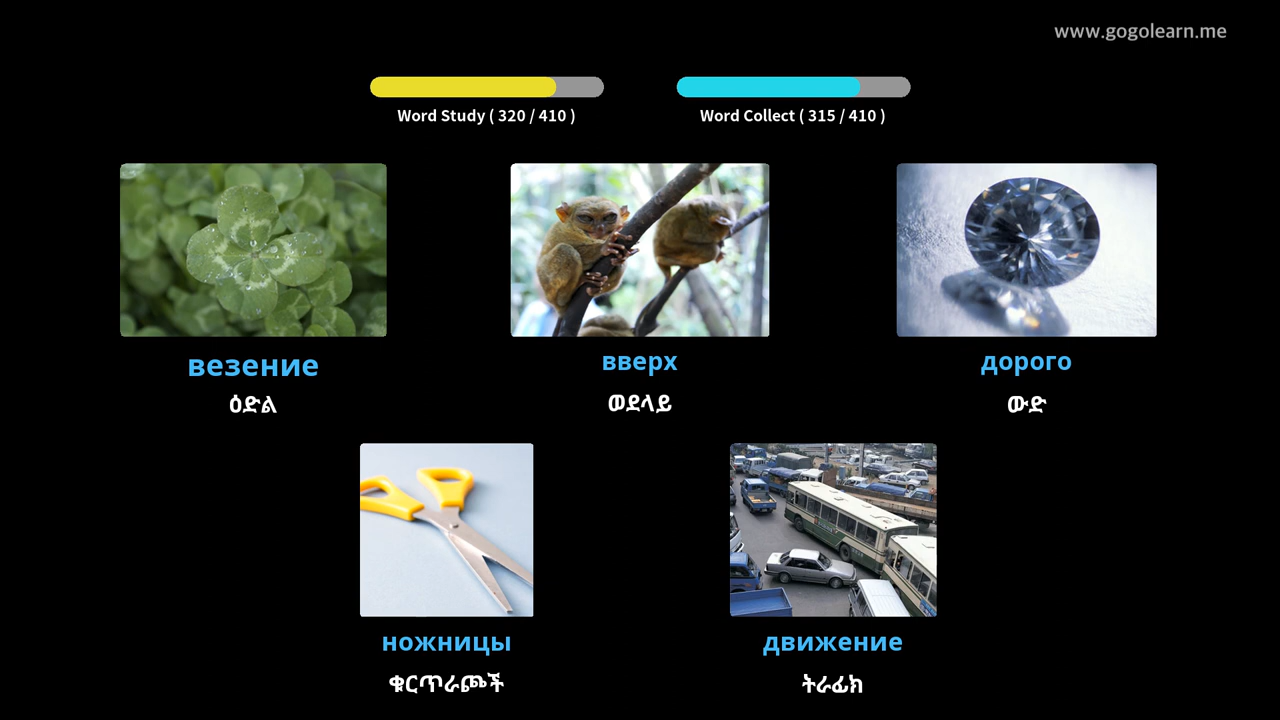 www.gogolearn.me
Word Study ( 320 / 410 )
Word Collect ( 315 / 410 )
везение
ዕድል
вверх
ወደላይ
дорого
ውድ
ножницы
ቁርጥራጮች
движение
ትራፊክ